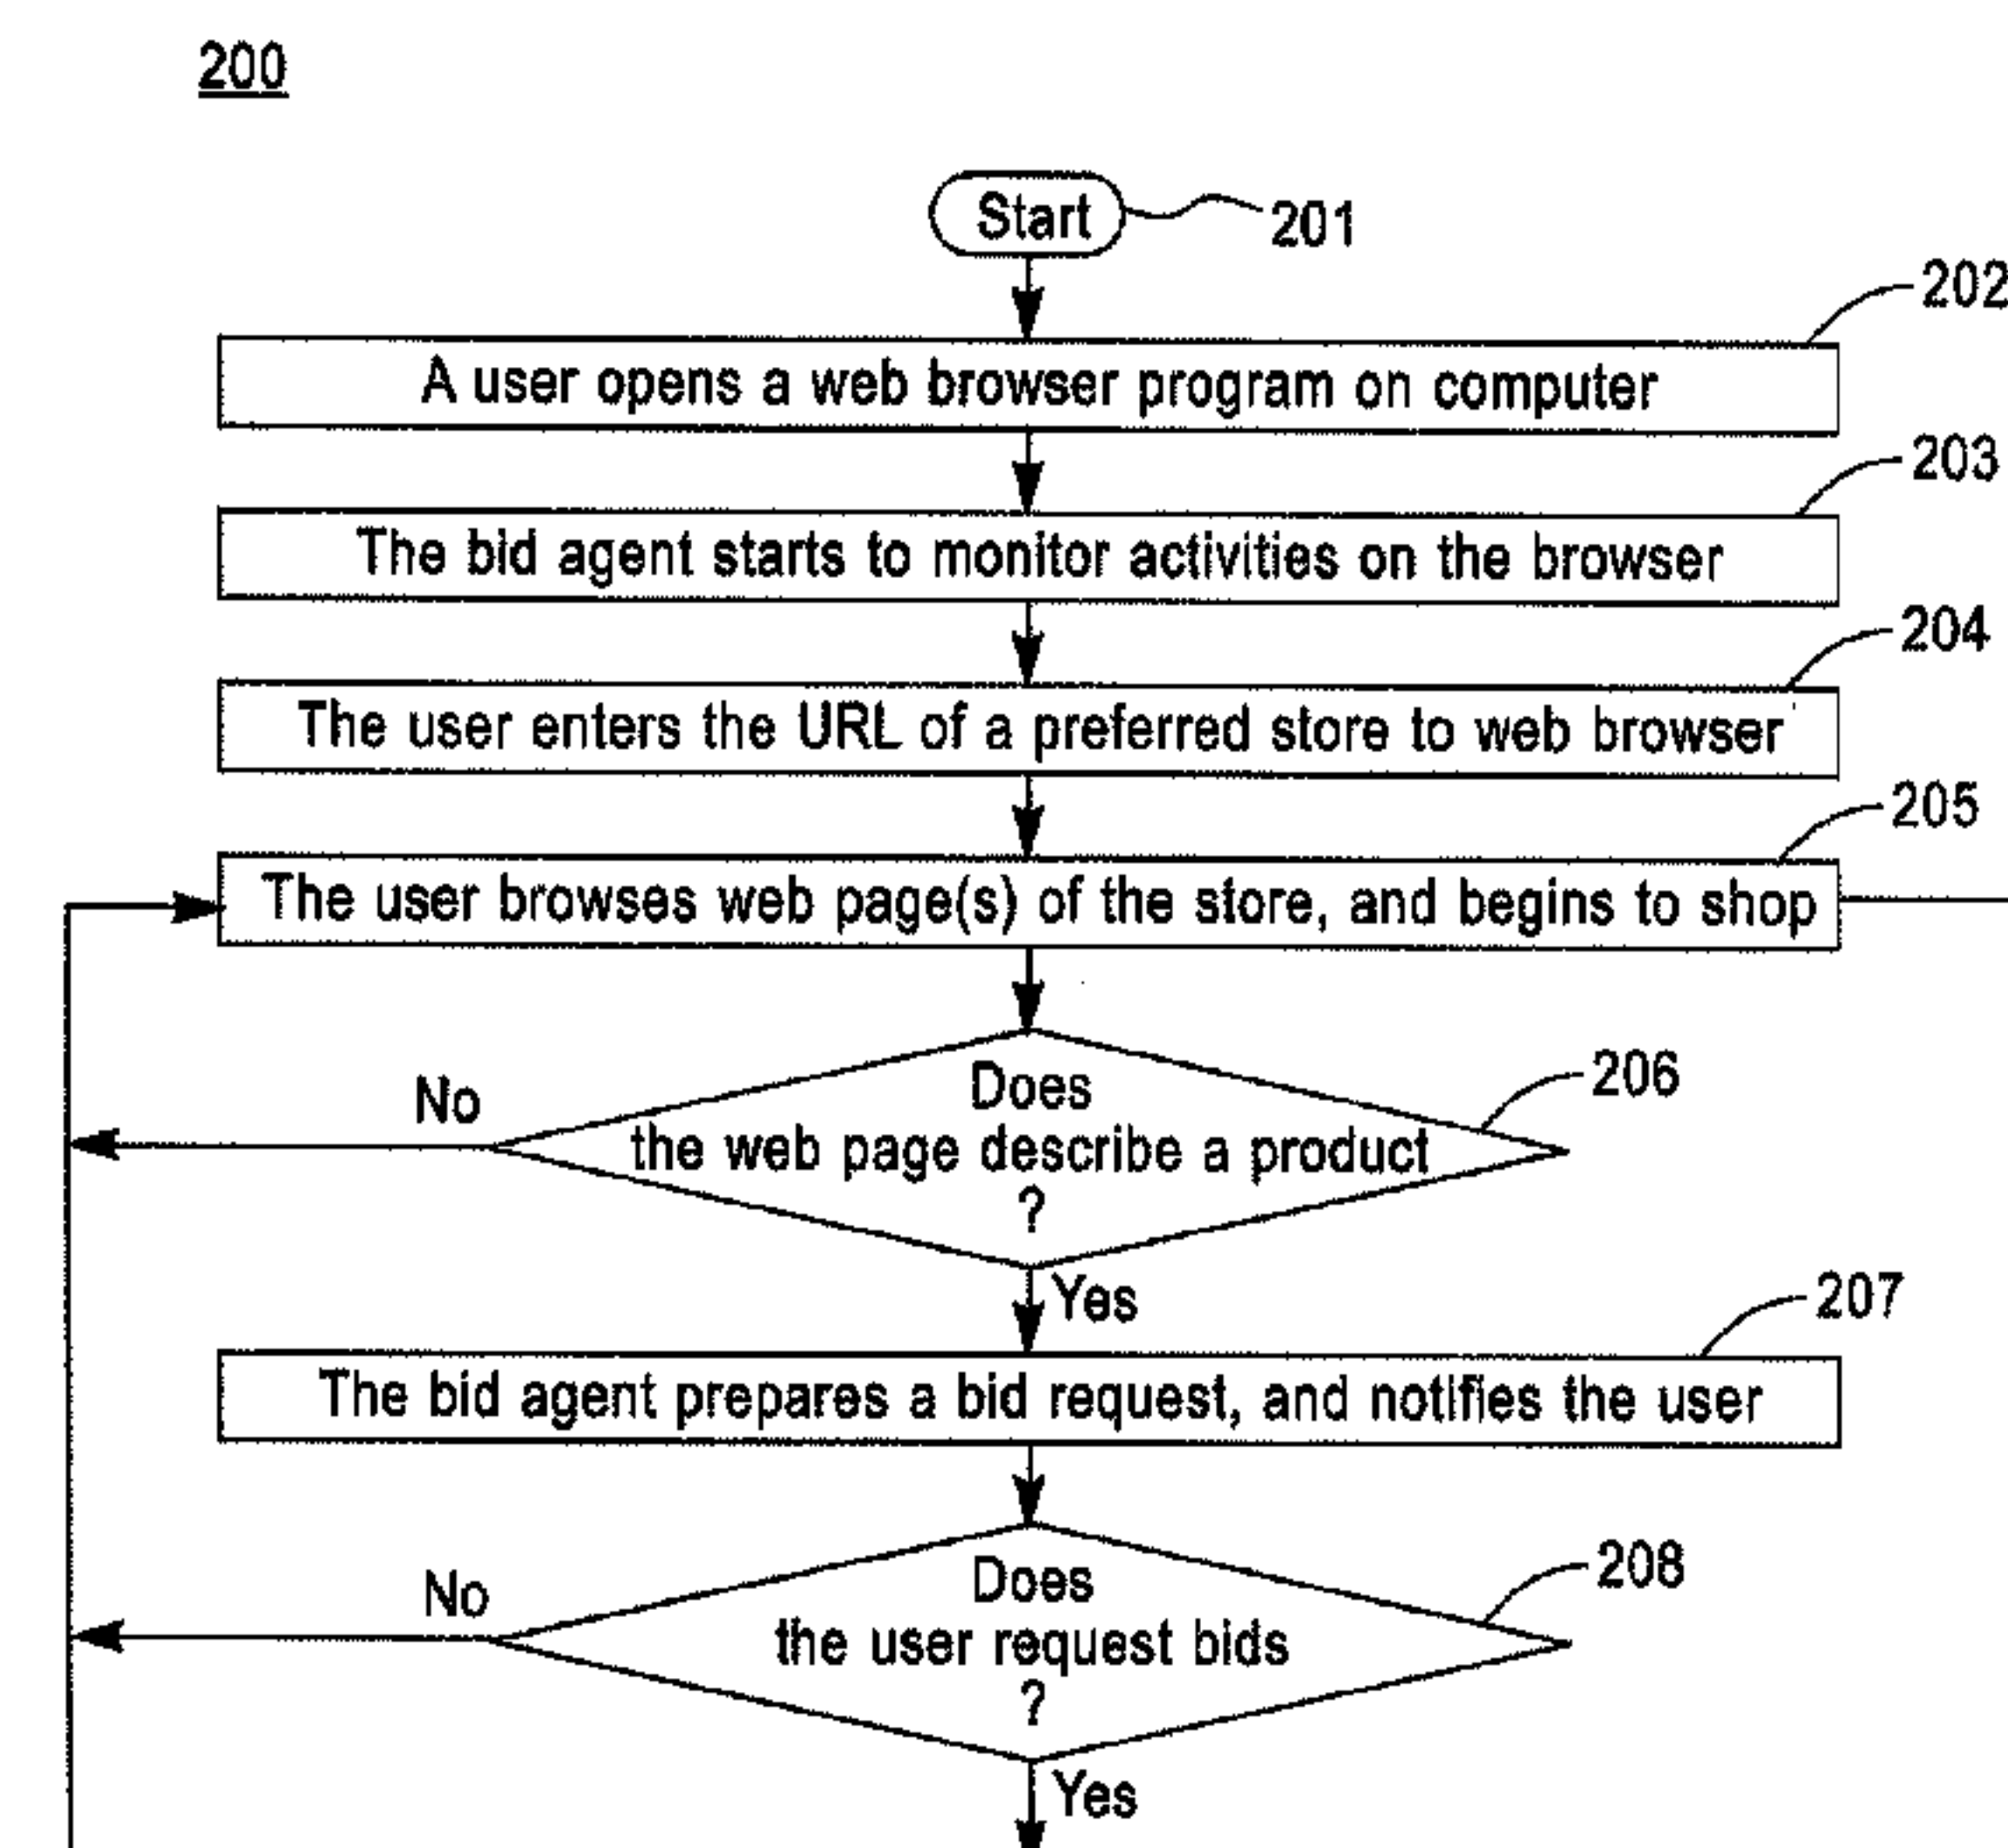 200
Start
201
202
A user opens a web browser program on computer
203
The bid agent starts to monitor activities on the browser
204
The user enters the URL of a preferred store to web browser
205
The user browses web page(s) of the store, and begins to shop
206
No
Does
the web page describe a product
?
Yes
207
The bid agent prepares a bid request, and notifies the user
208
No
Does
the user request bids
?
Yes